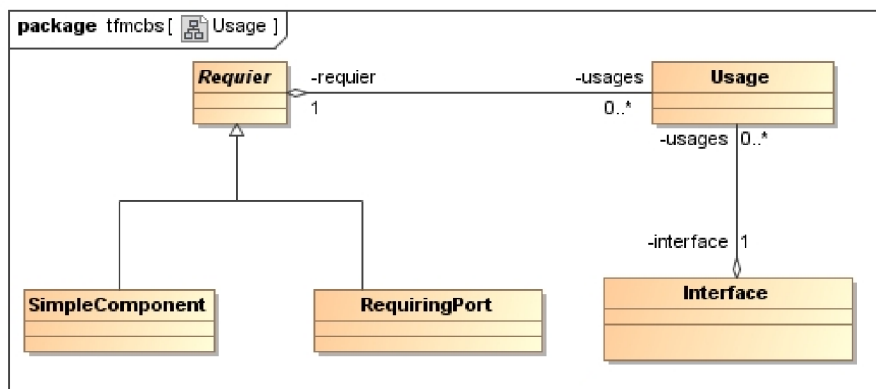 package tfmcbs [ Usage ]
Requier
-requier
-usages
Usage
1
0..*
-usages 0..*
-interface 1
SimpleComponent
RequiringPort
Interface